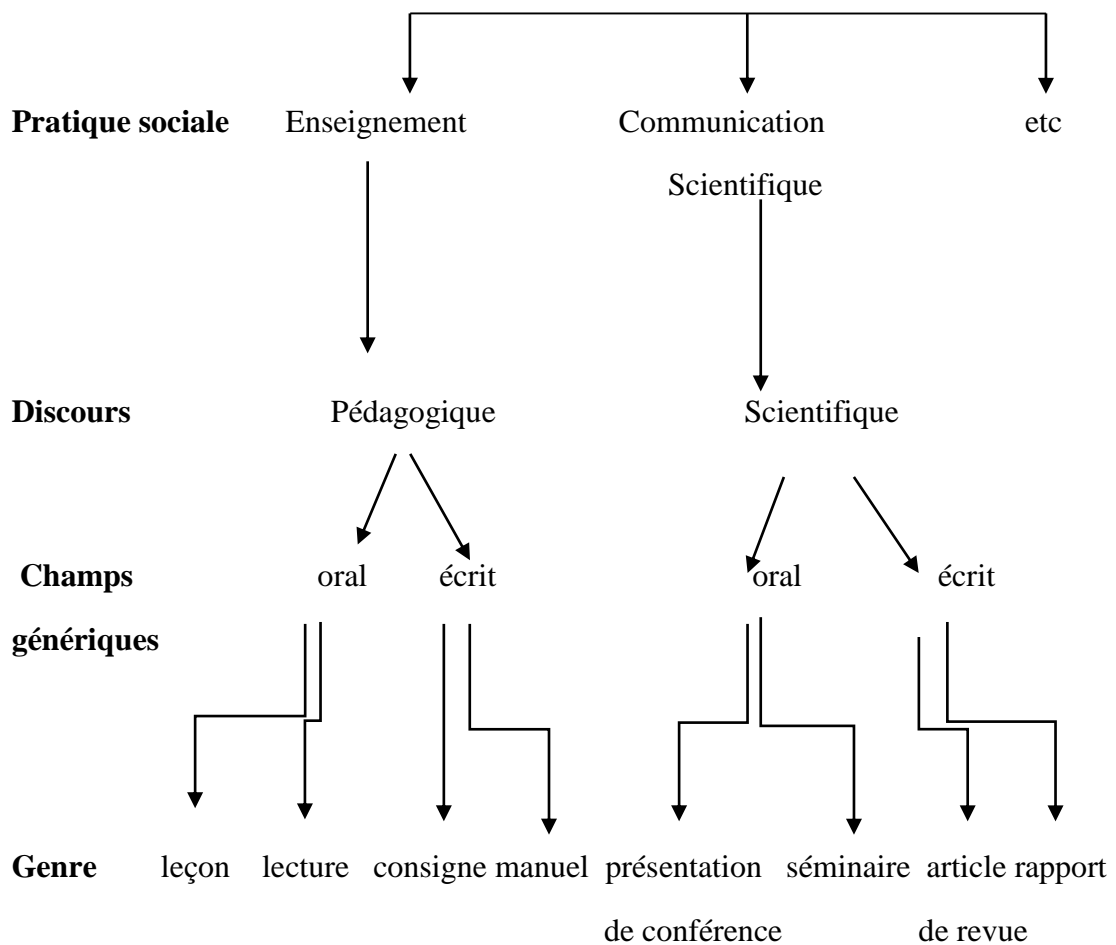 Pratique sociale Enseignement Communication etc
Scientifique
Discours Pédagogique Scientifique
Champs oral écrit oral écrit
génériques
Genre leçon lecture consigne manuel présentation séminaire article rapport
de conférence de revue